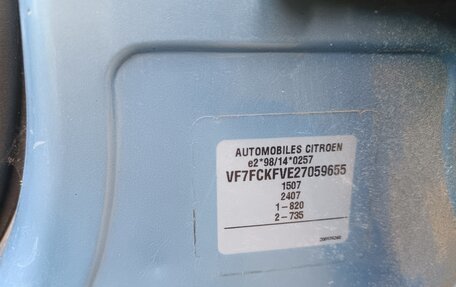 AUTOMOBILES CITROEN
e2*98/14*0257
VF7FCKFVE27059655
1507
2407
1-820
2-735